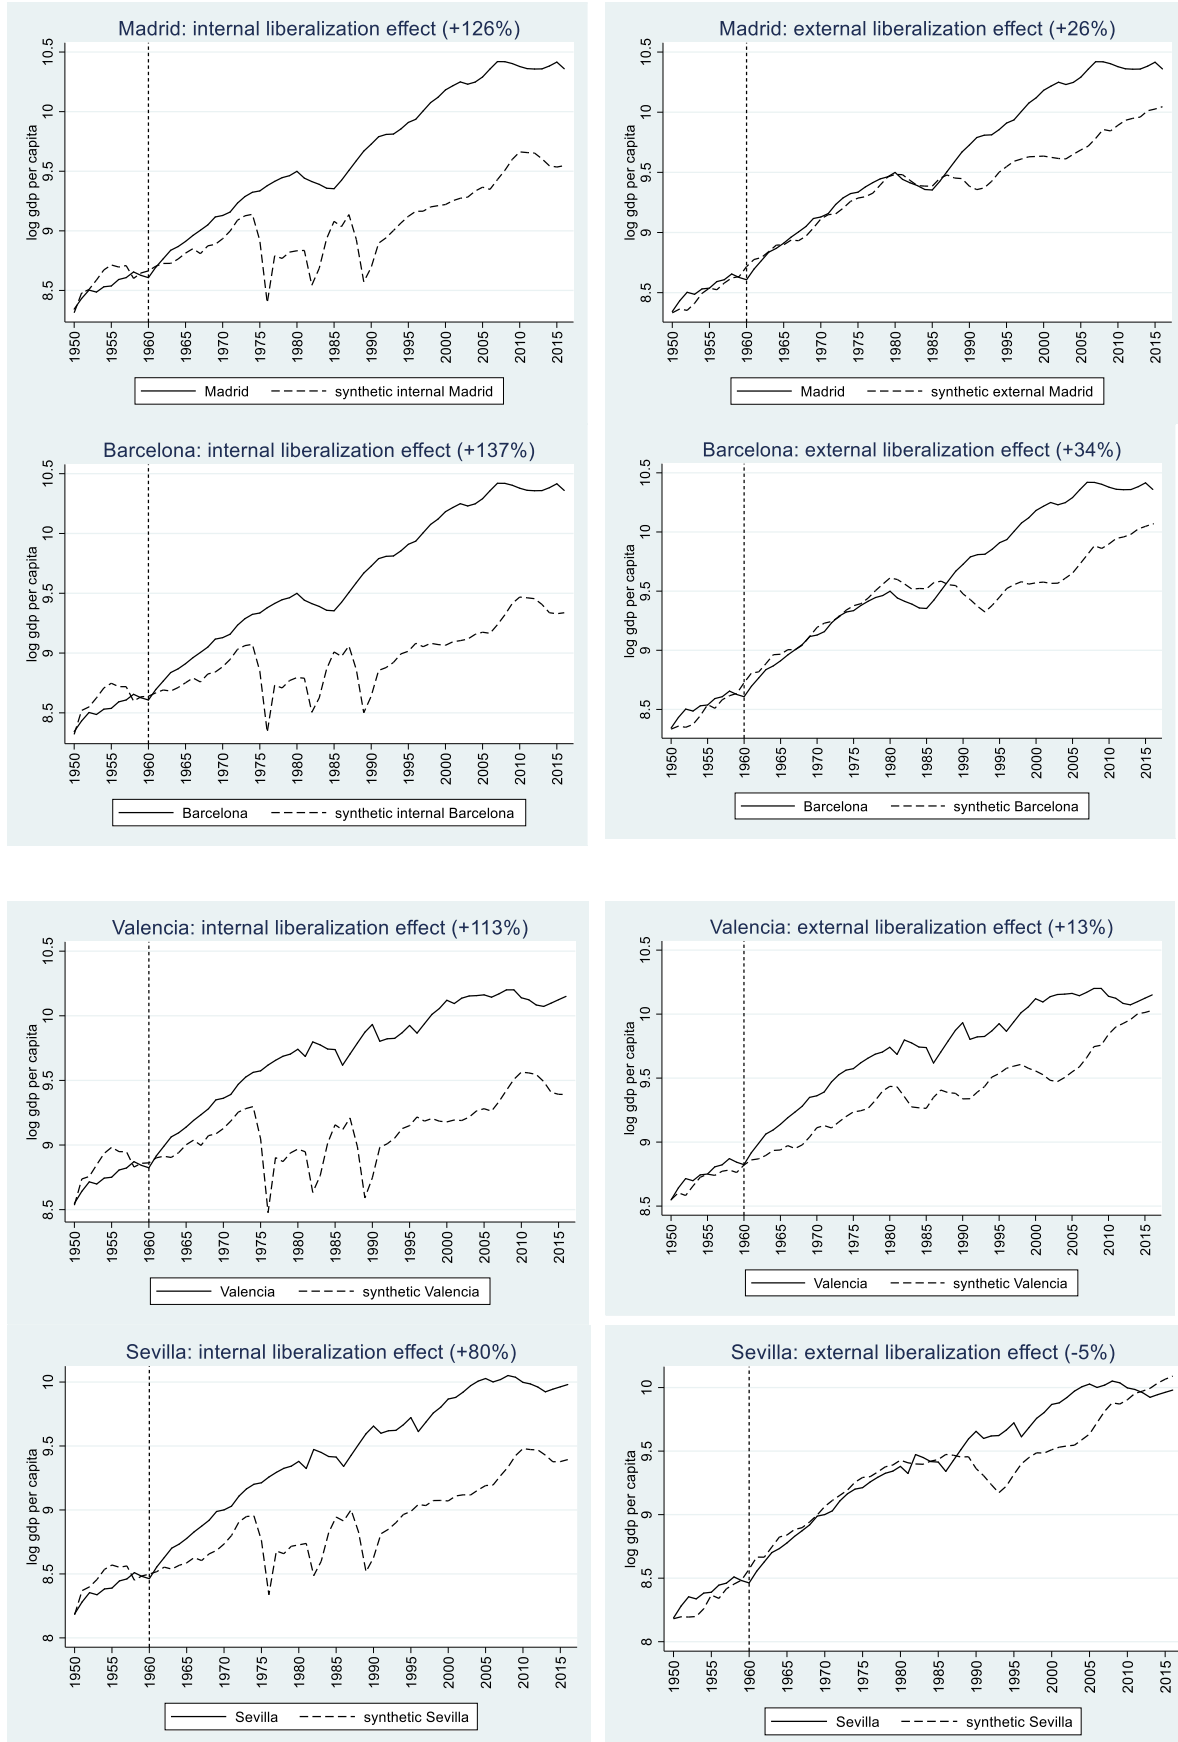 Madrid: internal liberalization effect (+126%)
log gdp per capita
10.5
10
9.5
9
8.5
1950 1955 1960 1965 1970 1975 1980 1985 1990 1995 2000 2005 2010 2015
Madrid synthetic internal Madrid
Madrid: external liberalization effect (+26%)
log gdp per capita
10.5
10
9.5
9
8.5
1950 1955 1960 1965 1970 1975 1980 1985 1990 1995 2000 2005 2010 2015
Madrid synthetic external Madrid
Barcelona: internal liberalization effect (+137%)
log gdp per capita
10.5
10
9.5
9
8.5
1950 1955 1960 1965 1970 1975 1980 1985 1990 1995 2000 2005 2010 2015
Barcelona synthetic internal Barcelona
Barcelona: external liberalization effect (+34%)
log gdp per capita
10.5
10
9.5
9
8.5
1950 1955 1960 1965 1970 1975 1980 1985 1990 1995 2000 2005 2010 2015
Barcelona synthetic Barcelona
Valencia: internal liberalization effect (+113%)
log gdp per capita
10.5
10
9.5
9
8.5
1950 1955 1960 1965 1970 1975 1980 1985 1990 1995 2000 2005 2010 2015
Valencia synthetic Valencia
Valencia: external liberalization effect (+13%)
log gdp per capita
10.5
10
9.5
9
8.5
1950 1955 1960 1965 1970 1975 1980 1985 1990 1995 2000 2005 2010 2015
Valencia synthetic Valencia
Sevilla: internal liberalization effect (+80%)
log gdp per capita
10
9.5
9
8.5
8
1950 1955 1960 1965 1970 1975 1980 1985 1990 1995 2000 2005 2010 2015
Sevilla synthetic Sevilla
Sevilla: external liberalization effect (-5%)
log gdp per capita
10
9.5
9
8.5
8
1950 1955 1960 1965 1970 1975 1980 1985 1990 1995 2000 2005 2010 2015
Sevilla synthetic Sevilla